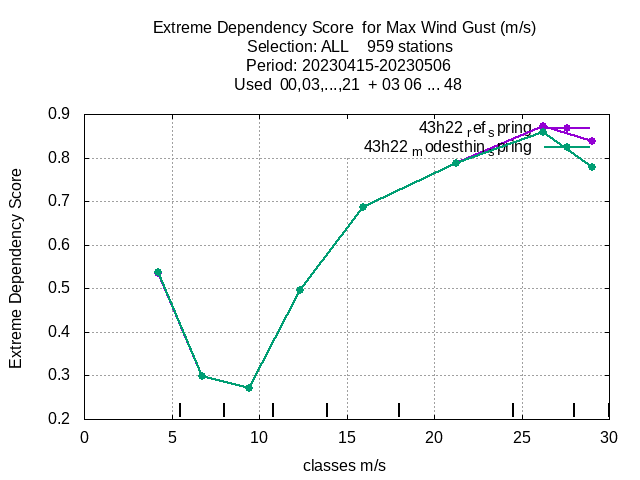 Extreme Dependency Score for Max Wind Gust (m/s)
Selection: ALL 959 stations
Period: 20230415-20230506
Used 00,03,...,21 + 03 06 ... 48
43h22 ref spring
43h22 modesthin spring
0.9
0.8
0.7
0.6
0.5
0.4
0.3
0.2
Extreme Dependency Score
0 5 10 15 20 25 30
classes m/s